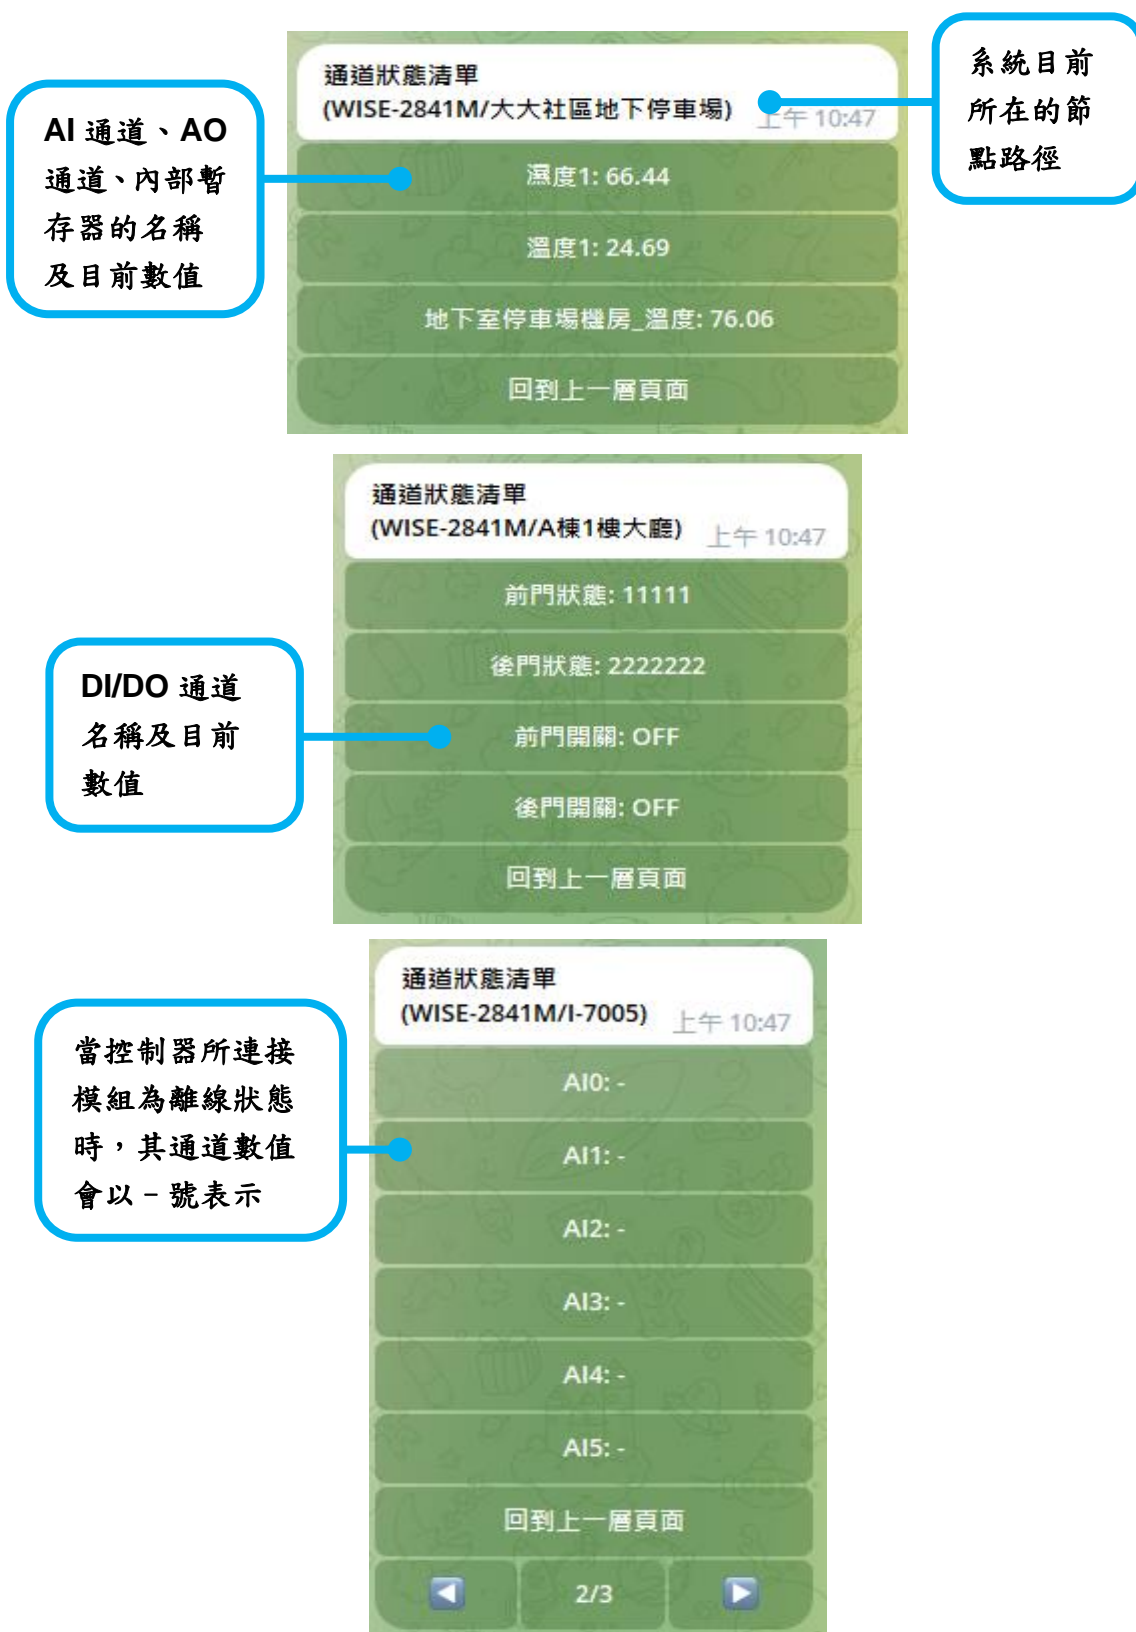 系統目前
所在的節
點路徑
通道狀態清單
(WISE-2841M/大大社區地下停車場)
上午 10:47
AI 通道、AO
通道、內部暫
存器的名稱
及目前數值
濕度1: 66.44
溫度1: 24.69
地下室停車場機房_溫度: 76.06
回到上一層頁面
通道狀態清單
(WISE-2841M/A棟1樓大廳)
上午 10:47
前門狀態: 11111
後門狀態: 2222222
DI/DO 通道
名稱及目前
數值
前門開關: OFF
後門開關: OFF
回到上一層頁面
通道狀態清單
(WISE-2841M/I-7005)
上午 10:47
當控制器所連接
模組為離線狀態
時，其通道數值
會以 - 號表示
AI0: -
AI1: -
AI2: -
AI3: -
AI4: -
AI5: -
回到上一層頁面
2/3